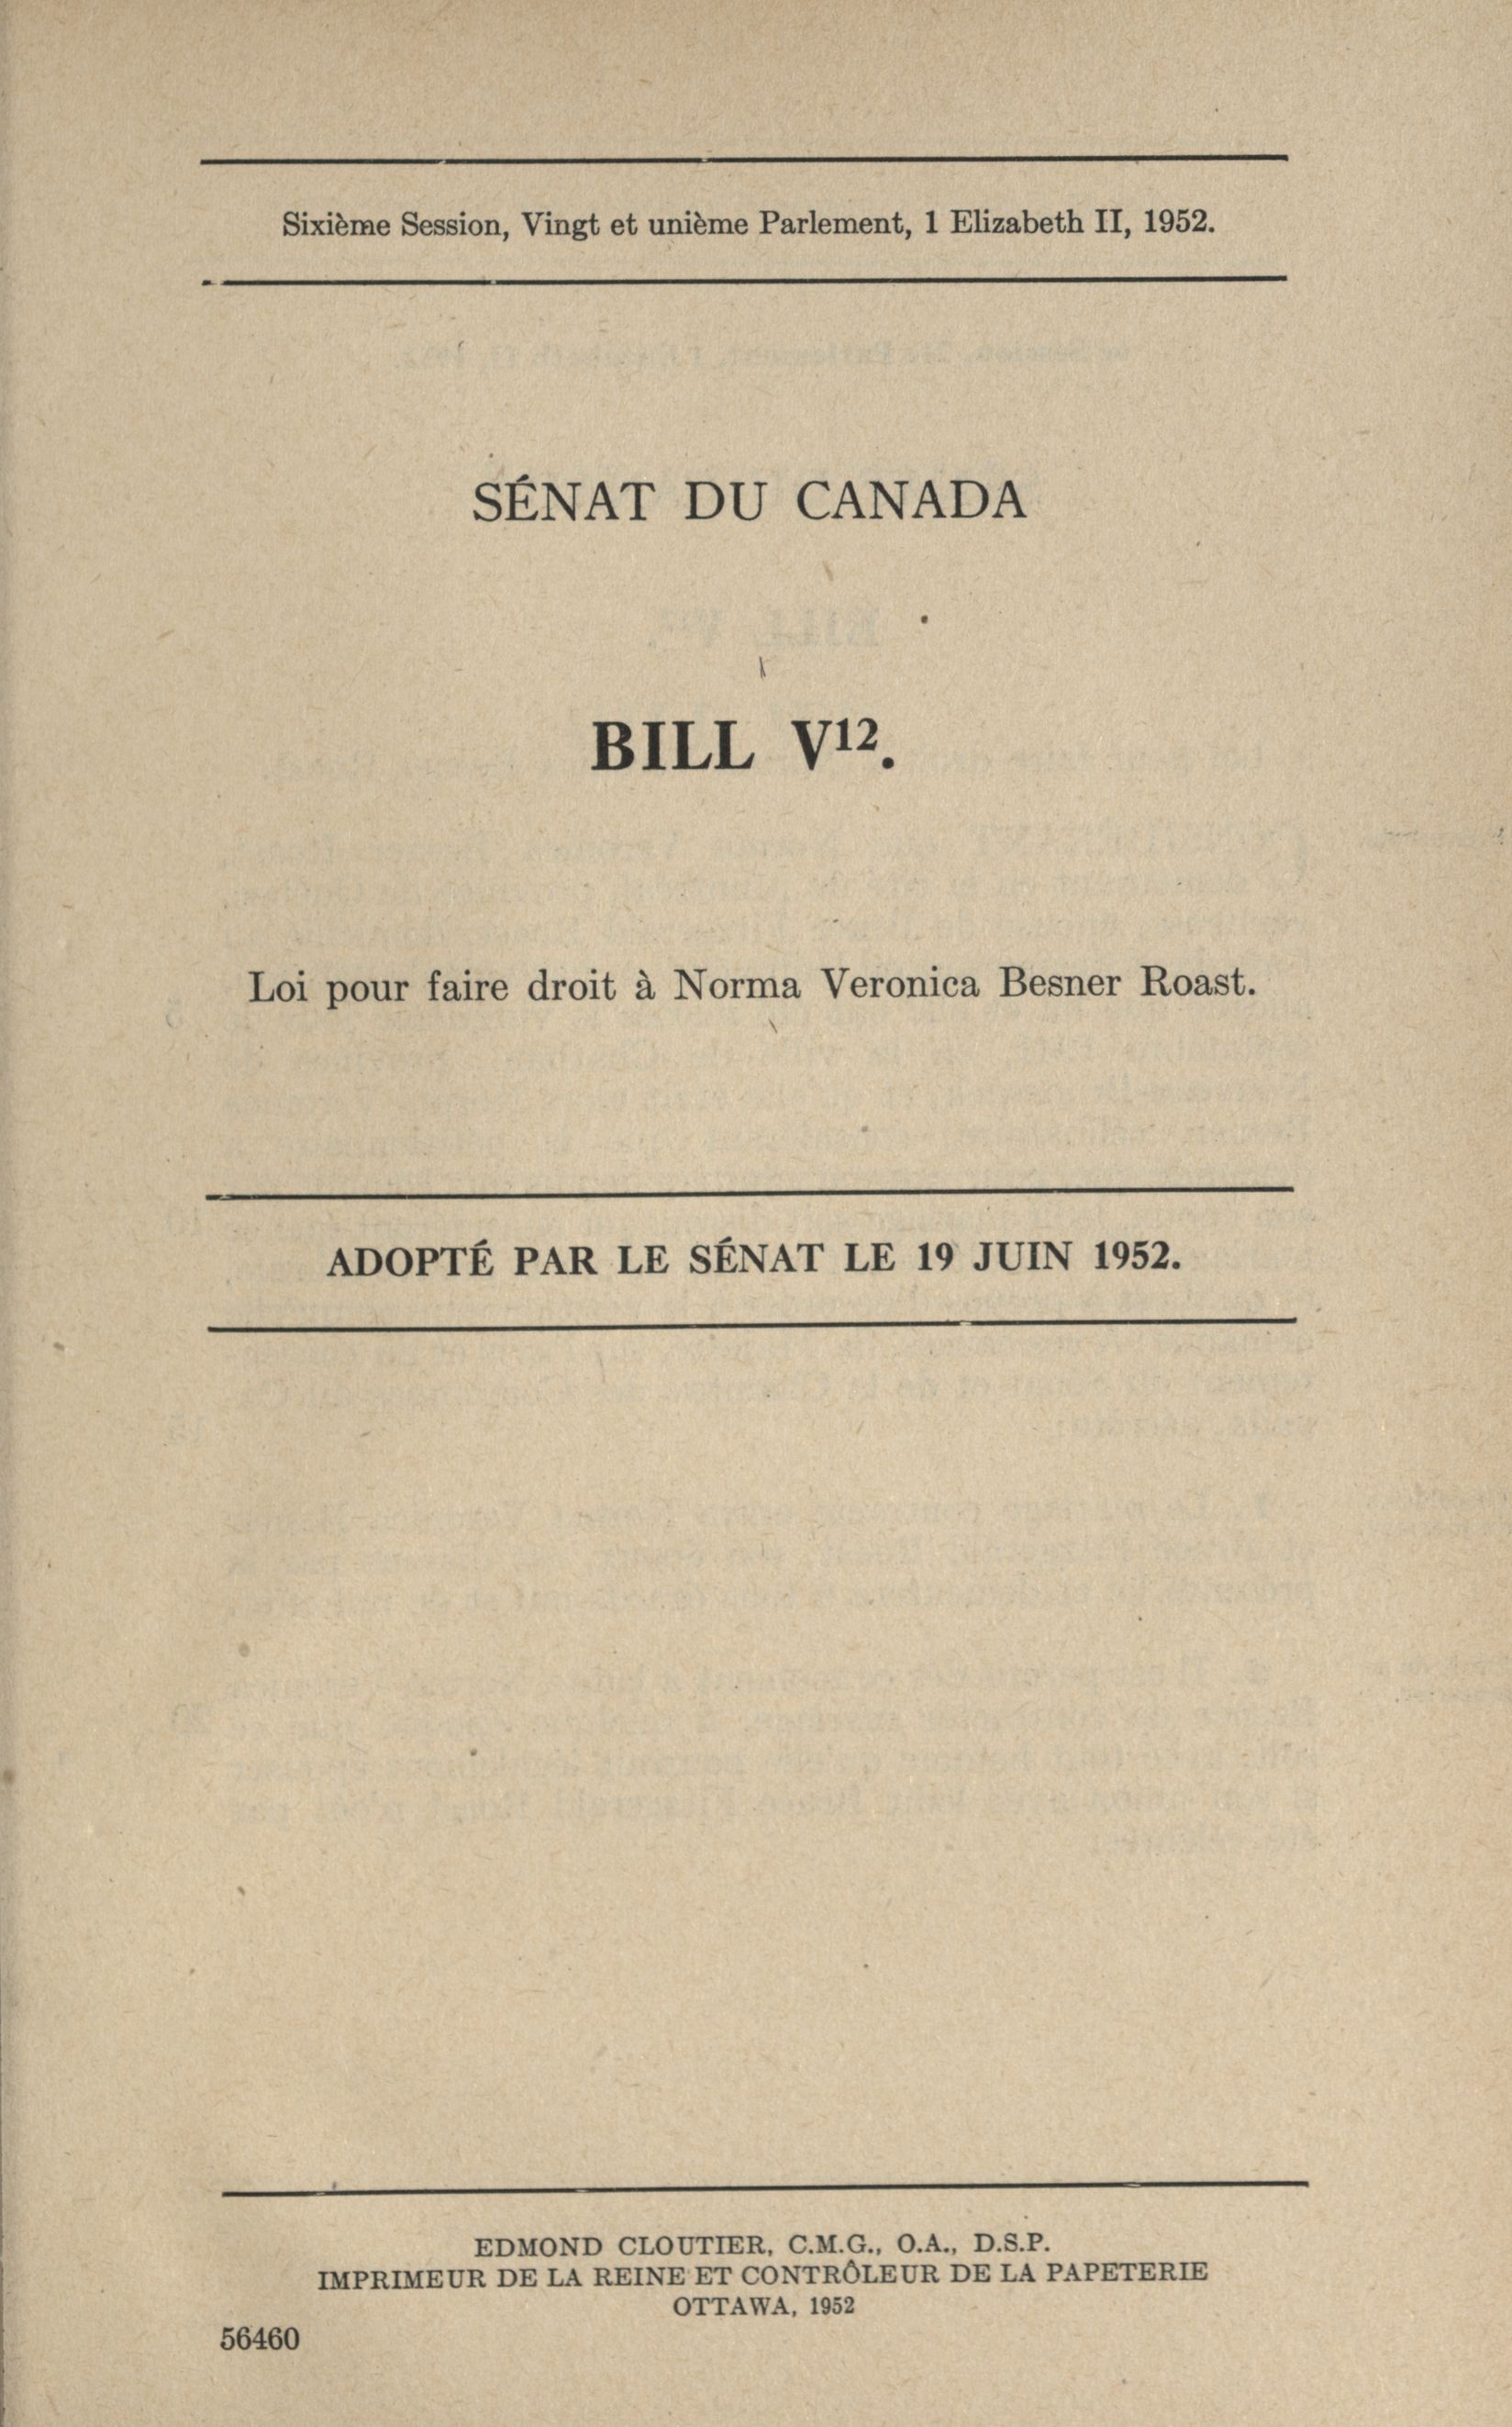 Sixième Session, Vingt et unième Parlement, 1 Elizabeth II, 1952.
SÉNAT DU CANADA
BILL V¹².
Loi pour faire droit à Norma Veronica Besner Roast.
ADOPTÉ PAR LE SÉNAT LE 19 JUIN 1952.
EDMOND CLOUTIER, C.M.G., O.A., D.S.P.
IMPRIMEUR DE LA REINE ET CONTRÔLEUR DE LA PAPETERIE
OTTAWA, 1952
56460